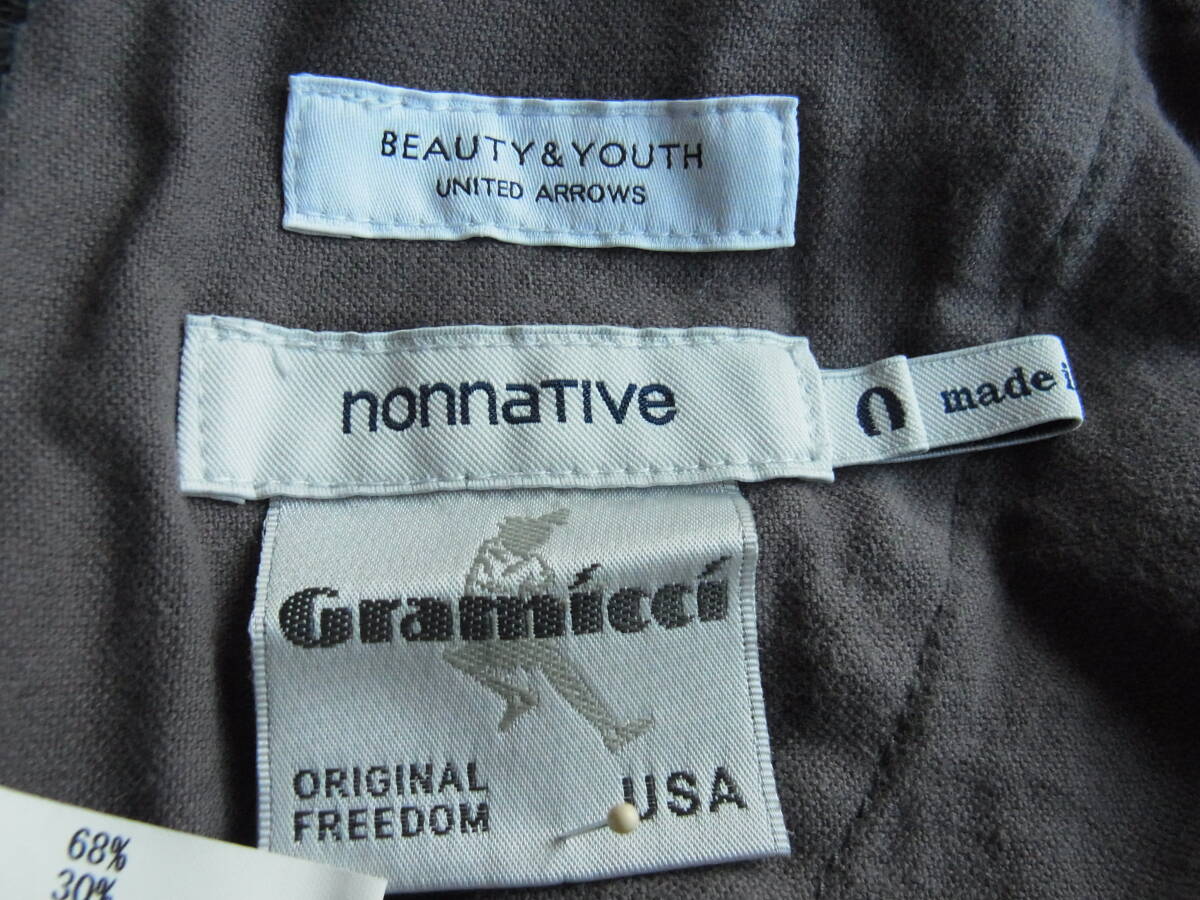 BEAUTY & YOUTH
UNITED ARROWS
nonnative
n made
Gramicci
ORIGINAL
FREEDOM
USA
68%
30%